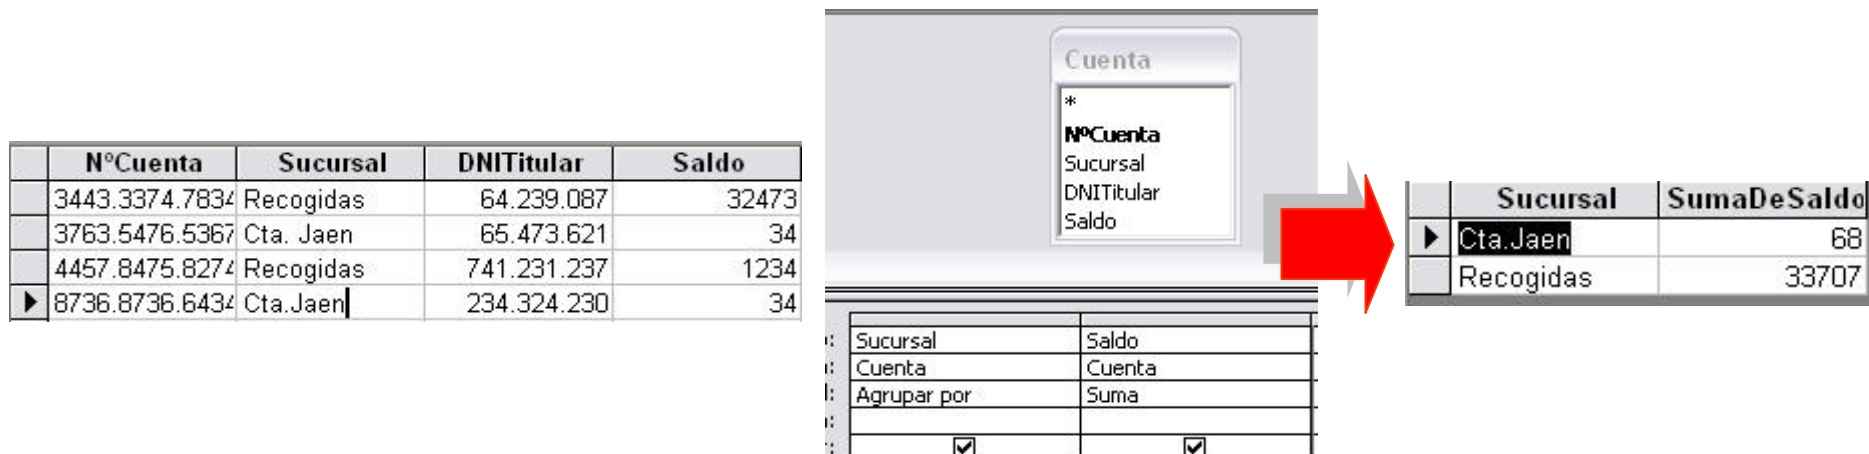 NºCuenta Sucursal DNITitular Saldo
3443.3374.7834 Recogidas 64.239.087 32473
3763.5476.5367 Cta. Jaen 65.473.621 34
4457.8475.8274 Recogidas 741.231.237 1234
8736.8736.6434 Cta.Jaen 234.324.230 34
Cuenta
*
NºCuenta
Sucursal
DNITitular
Saldo
Sucursal Saldo
Cuenta Cuenta
Agrupar por Suma
Sucursal SumaDeSaldo
Cta.Jaen 68
Recogidas 33707